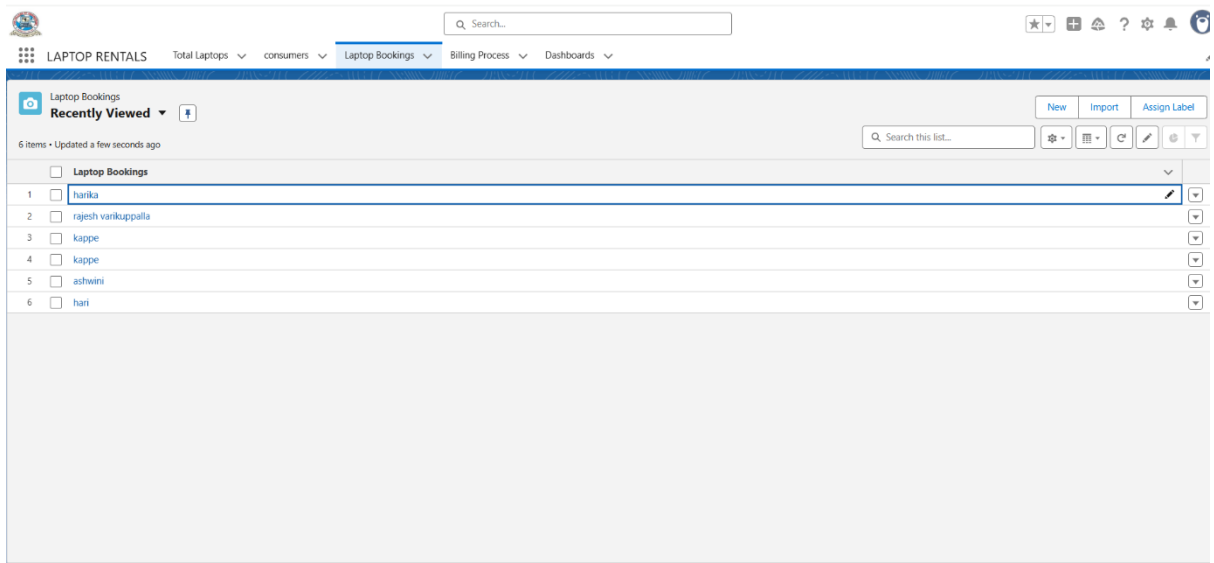 Search...
LAPTOP RENTALS Total Laptops consumers Laptop Bookings Billing Process Dashboards
Laptop Bookings
Recently Viewed
New Import Assign Label
6 items • Updated a few seconds ago
Search this list...
Laptop Bookings
1 harika
2 rajesh varikuppalla
3 kappe
4 kappe
5 ashwini
6 hari